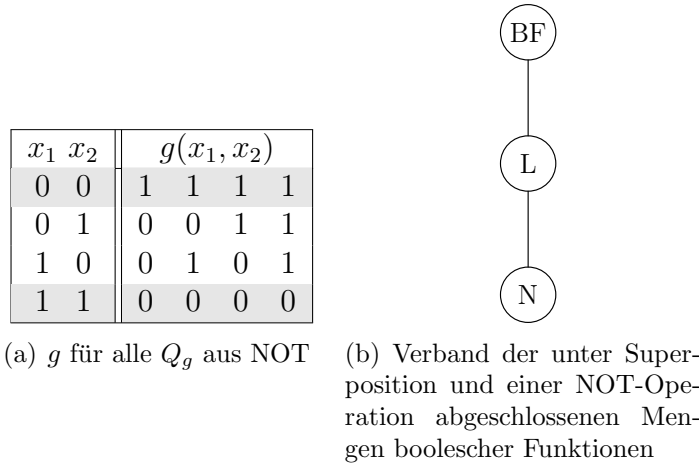 BF
L
N
x₁ x₂ g(x₁, x₂)
0 0 1 1 1 1
0 1 0 0 1 1
1 0 0 1 0 1
1 1 0 0 0 0
(a) g für alle Q_g aus NOT
(b) Verband der unter Super-
position und einer NOT-Ope-
ration abgeschlossenen Men-
gen boolescher Funktionen